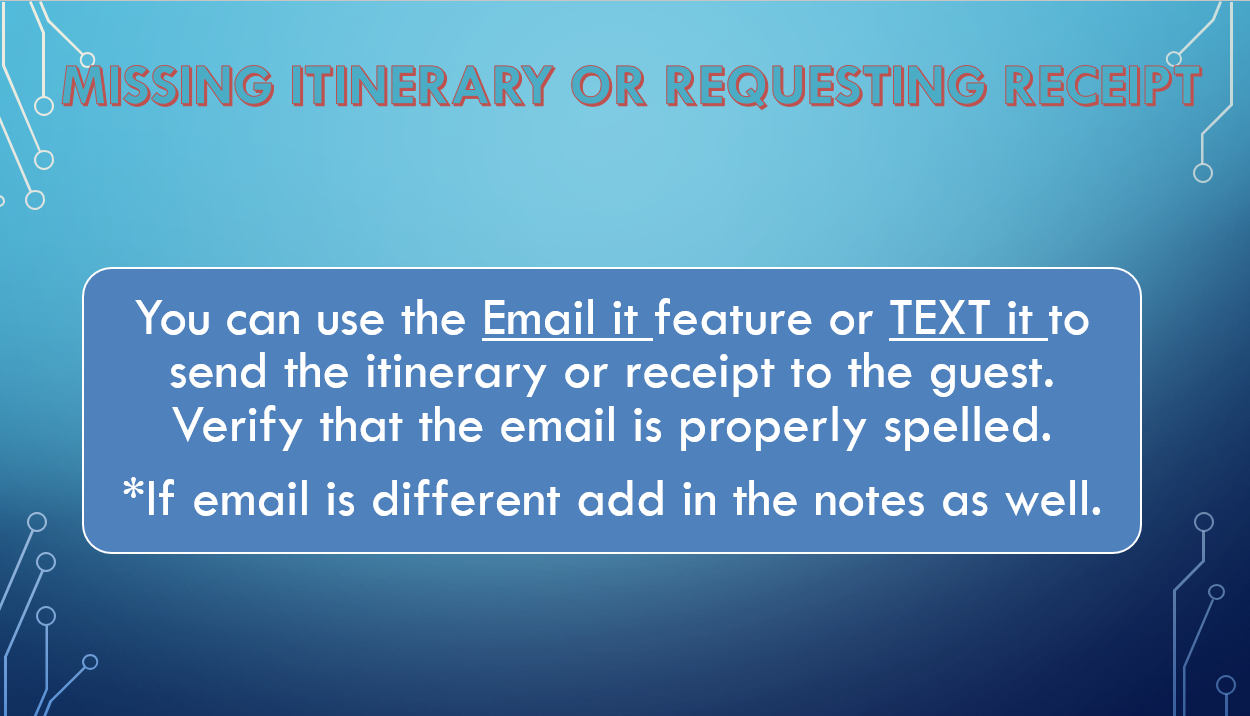 MISSING ITINERARY OR REQUESTING RECEIPT
You can use the Email it feature or TEXT it to
send the itinerary or receipt to the guest.
Verify that the email is properly spelled.
*If email is different add in the notes as well.